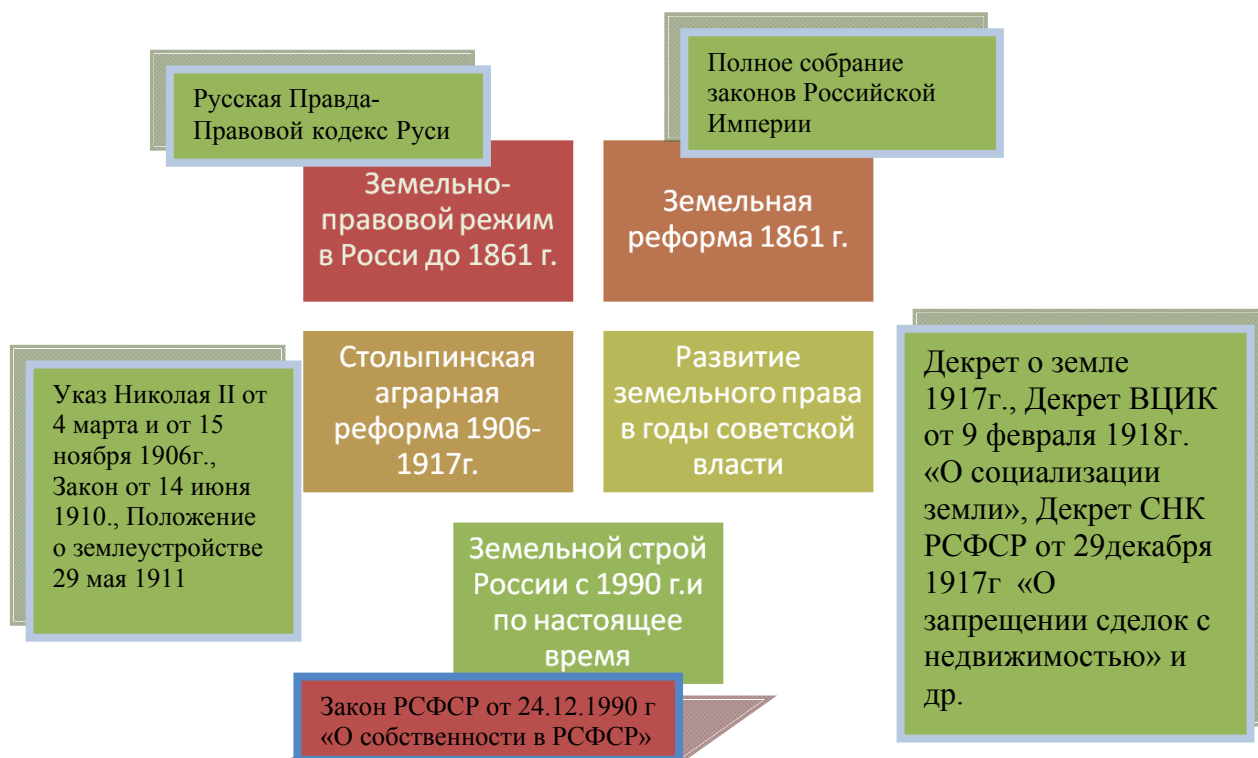 Русская Правда-
Правовой кодекс Руси
Полное собрание
законов Российской
Империи
Земельно-
правовой режим
в Росси до 1861 г.
Земельная
реформа 1861 г.
Указ Николая II от
4 марта и от 15
ноября 1906г.,
Закон от 14 июня
1910., Положение
о землеустройстве
29 мая 1911
Столыпинская
аграрная
реформа 1906-
1917г.
Развитие
земельного права
в годы советской
власти
Декрет о земле
1917г., Декрет ВЦИК
от 9 февраля 1918г.
«О социализации
земли», Декрет СНК
РСФСР от 29декабря
1917г «О
запрещении сделок с
недвижимостью» и
др.
Земельной строй
России с 1990 г.и
по настоящее
время
Закон РСФСР от 24.12.1990 г
«О собственности в РСФСР»